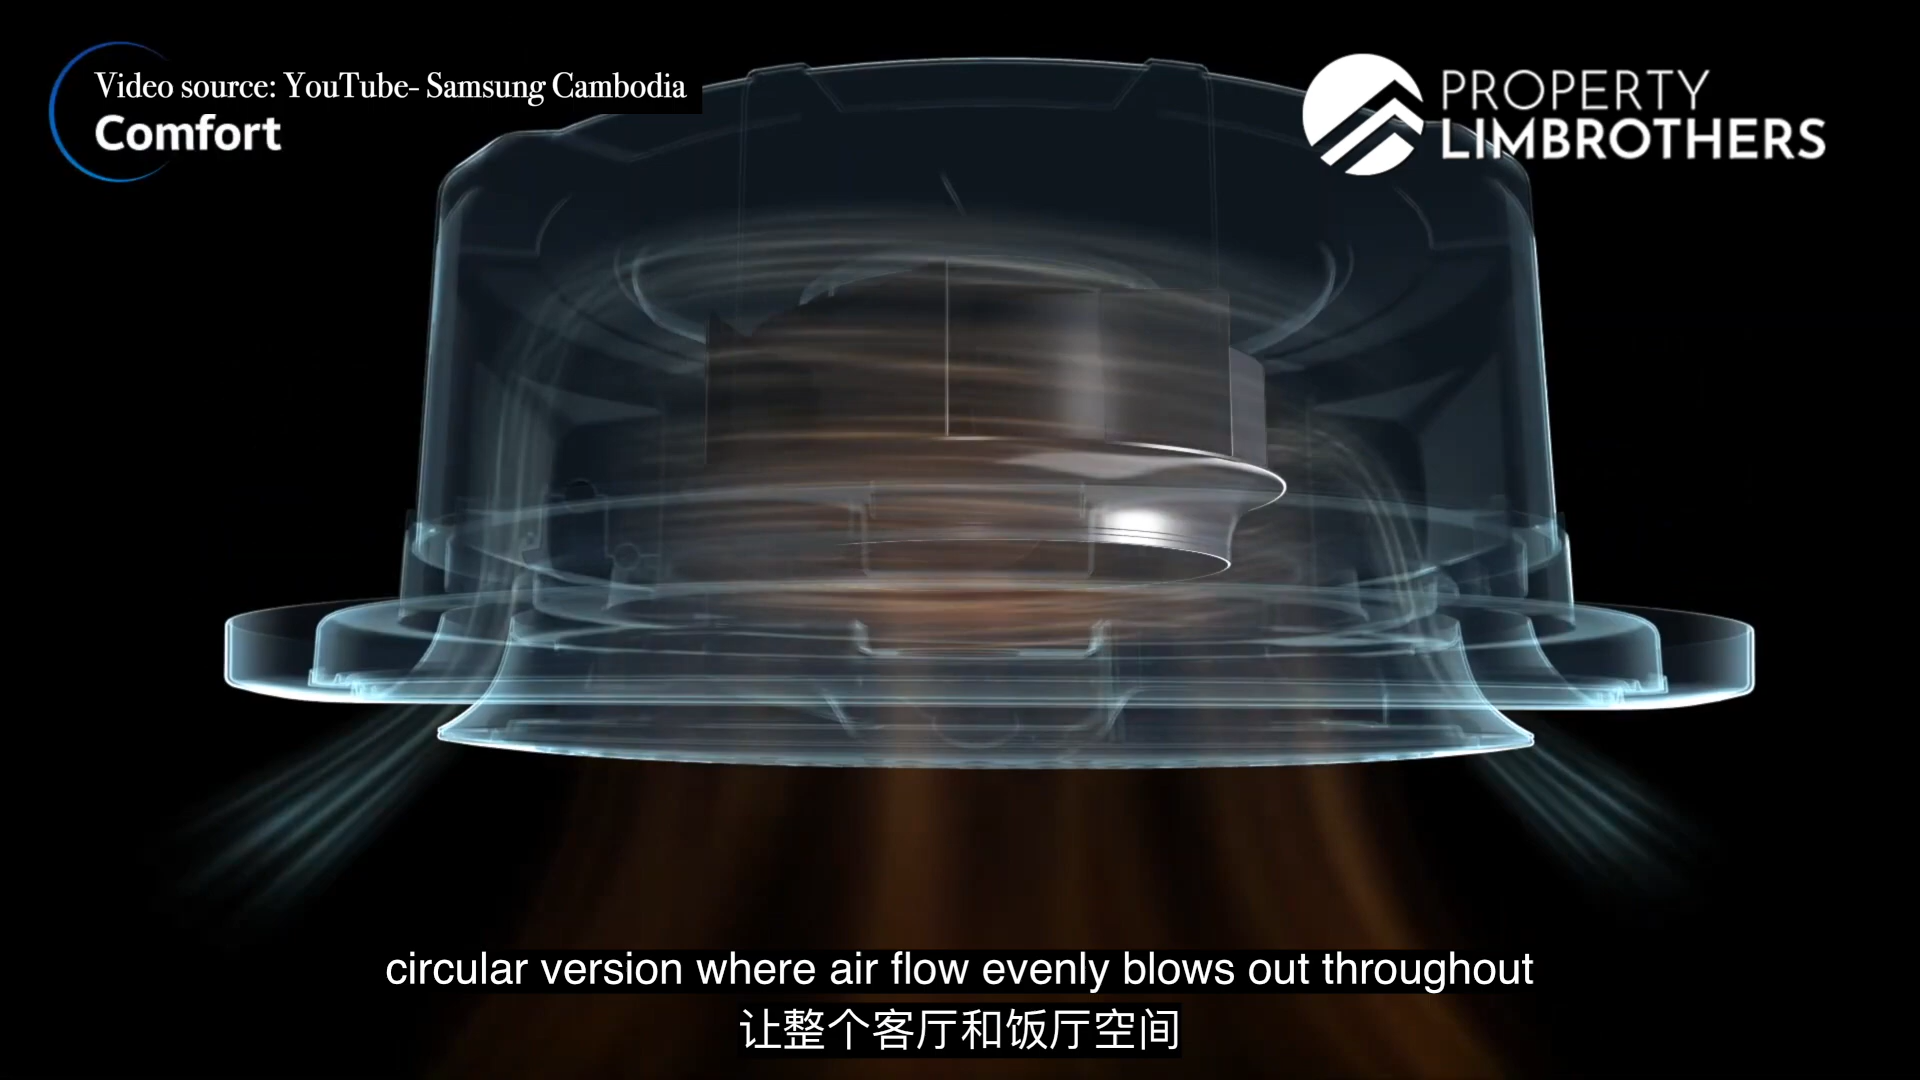 Video source: YouTube- Samsung Cambodia
Comfort
PROPERTY
LIMBROTHERS
circular version where air flow evenly blows out throughout
让整个客厅和饭厅空间